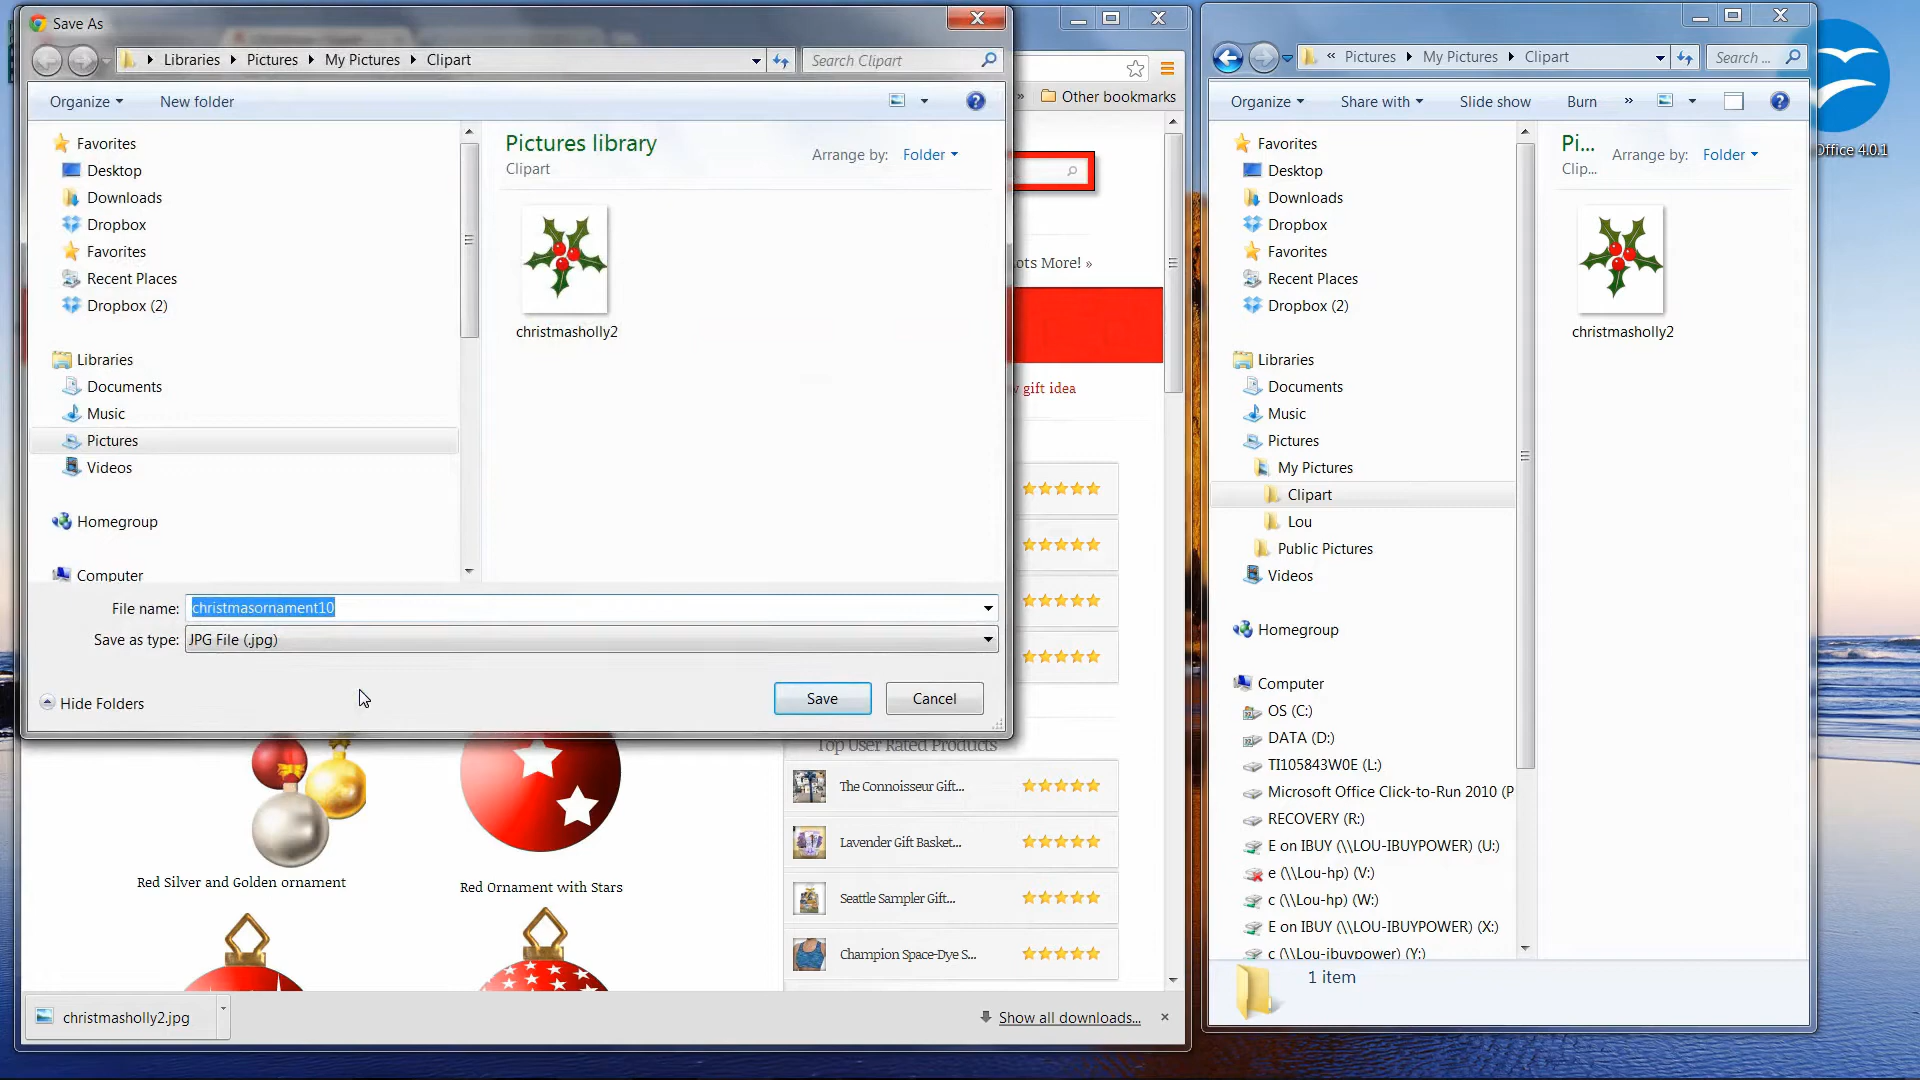 Save As
Libraries Pictures My Pictures Clipart
Search Clipart
Organize New folder
Favorites
Desktop
Downloads
Dropbox
Favorites
Recent Places
Dropbox (2)
Libraries
Documents
Music
Pictures
Videos
Homegroup
Computer
Pictures library
Clipart
Arrange by: Folder
christmasholly2
File name: christmasornament10
Save as type: JPG File (.jpg)
Hide Folders
Save Cancel
» Other bookmarks
ots More! »
gift idea
Red Silver and Golden ornament
Red Ornament with Stars
Top User Rated Products
The Connoisseur Gift...
Lavender Gift Basket...
Seattle Sampler Gift...
Champion Space-Dye S...
christmasholly2.jpg
Show all downloads...
« Pictures My Pictures Clipart
Search ...
Organize Share with Slide show Burn »
Favorites
Desktop
Downloads
Dropbox
Favorites
Recent Places
Dropbox (2)
Libraries
Documents
Music
Pictures
My Pictures
Clipart
Lou
Public Pictures
Videos
Homegroup
Computer
OS (C:)
DATA (D:)
TI105843W0E (L:)
Microsoft Office Click-to-Run 2010 (P
RECOVERY (R:)
E on IBUY (\\LOU-IBUYPOWER) (U:)
e (\\Lou-hp) (V:)
c (\\Lou-hp) (W:)
E on IBUY (\\LOU-IBUYPOWER) (X:)
c (\\Lou-ibuypower) (Y:)
Pi...
Clip...
Arrange by: Folder
christmasholly2
1 item
Office 4.0.1